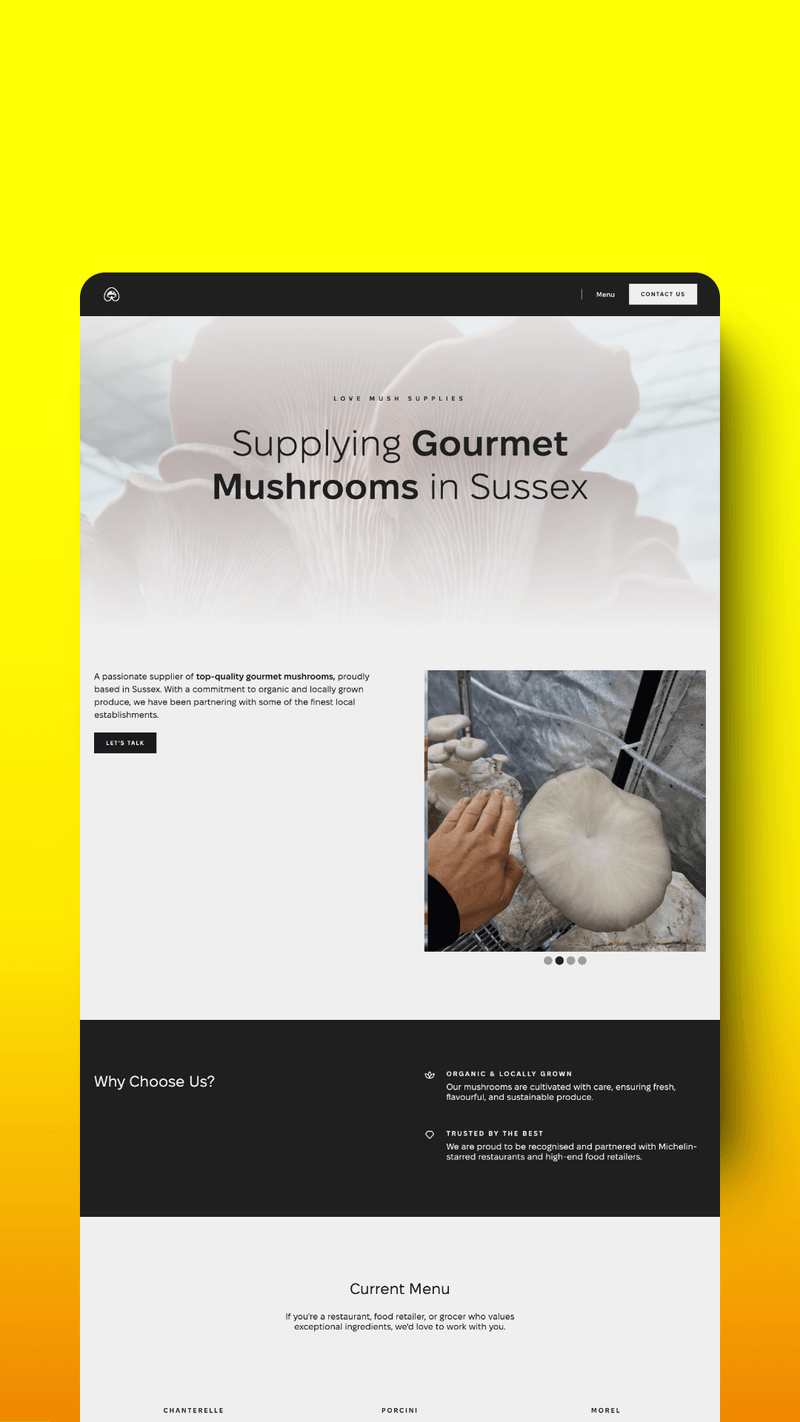 Menu
CONTACT US
LOVE MUSH SUPPLIES
Supplying Gourmet
Mushrooms in Sussex
A passionate supplier of top-quality gourmet mushrooms, proudly
based in Sussex. With a commitment to organic and locally grown
produce, we have been partnering with some of the finest local
establishments.
LET'S TALK
Why Choose Us?
ORGANIC & LOCALLY GROWN
Our mushrooms are cultivated with care, ensuring fresh,
flavourful, and sustainable produce.
TRUSTED BY THE BEST
We are proud to be recognised and partnered with Michelin-
starred restaurants and high-end food retailers.
Current Menu
If you're a restaurant, food retailer, or grocer who values
exceptional ingredients, we'd love to work with you.
CHANTERELLE
PORCINI
MOREL